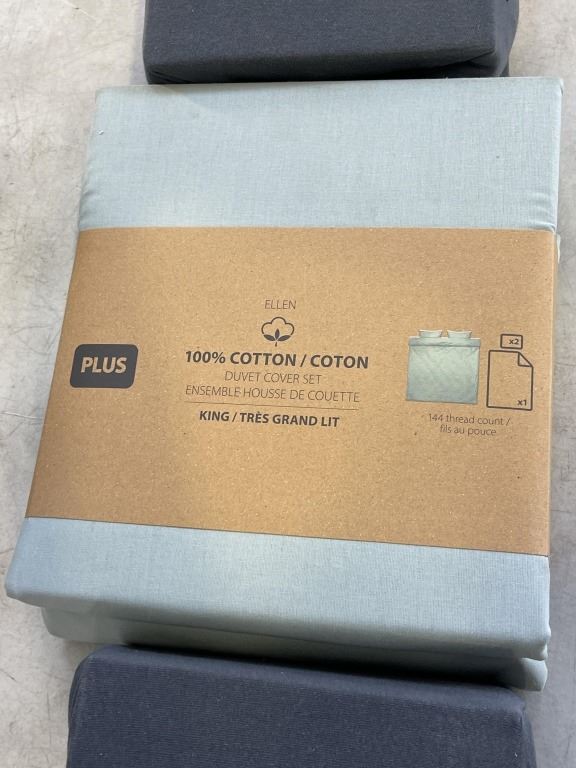 ELLEN
PLUS
100% COTTON / COTON
DUVET COVER SET
ENSEMBLE HOUSSE DE COUETTE
KING / TRÈS GRAND LIT
x2
x1
144 thread count /
fils au pouce